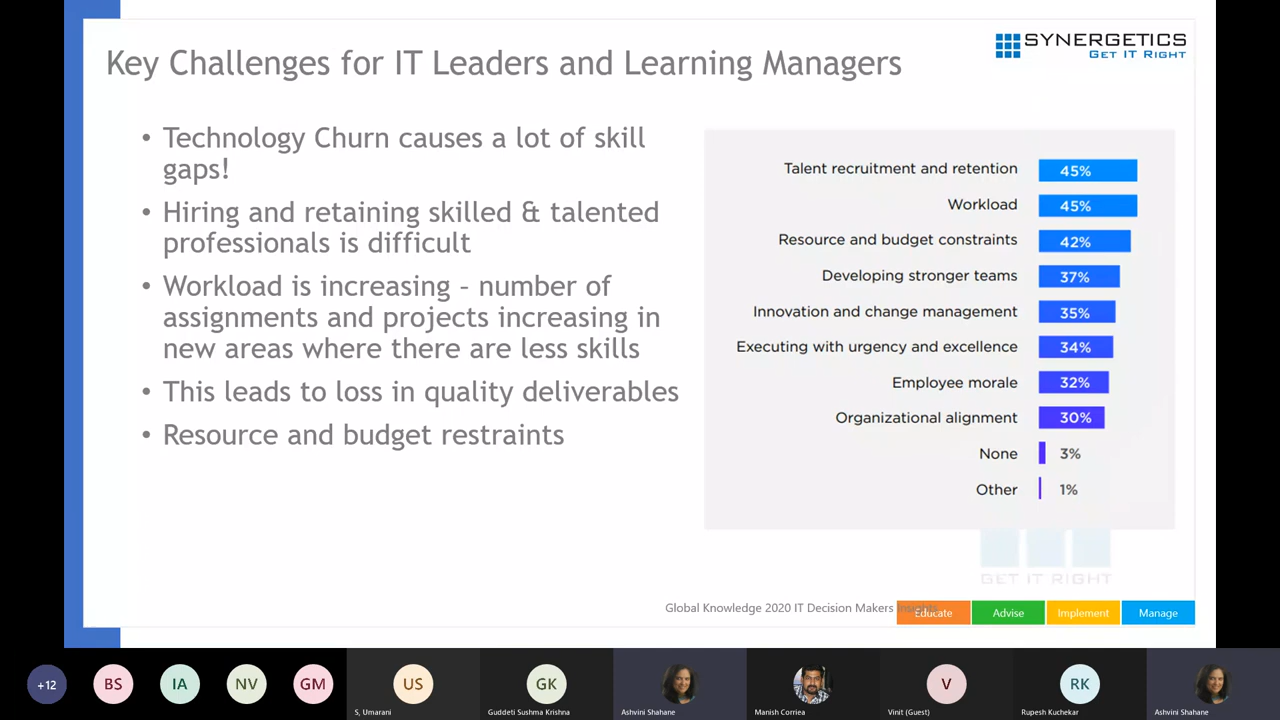 Key Challenges for IT Leaders and Learning Managers
SYNERGETICS
GET IT RIGHT
• Technology Churn causes a lot of skill
gaps!
• Hiring and retaining skilled & talented
professionals is difficult
• Workload is increasing – number of
assignments and projects increasing in
new areas where there are less skills
• This leads to loss in quality deliverables
• Resource and budget restraints
Talent recruitment and retention 45%
Workload 45%
Resource and budget constraints 42%
Developing stronger teams 37%
Innovation and change management 35%
Executing with urgency and excellence 34%
Employee morale 32%
Organizational alignment 30%
None 3%
Other 1%
GET IT RIGHT
Global Knowledge 2020 IT Decision Makers Insights
Educate Advise Implement Manage
+12 BS IA NV GM US GK V RK
S, Umarani Guddeti Sushma Krishna Ashvini Shahane Manish Corriea Vinit (Guest) Rupesh Kuchekar Ashvini Shahane